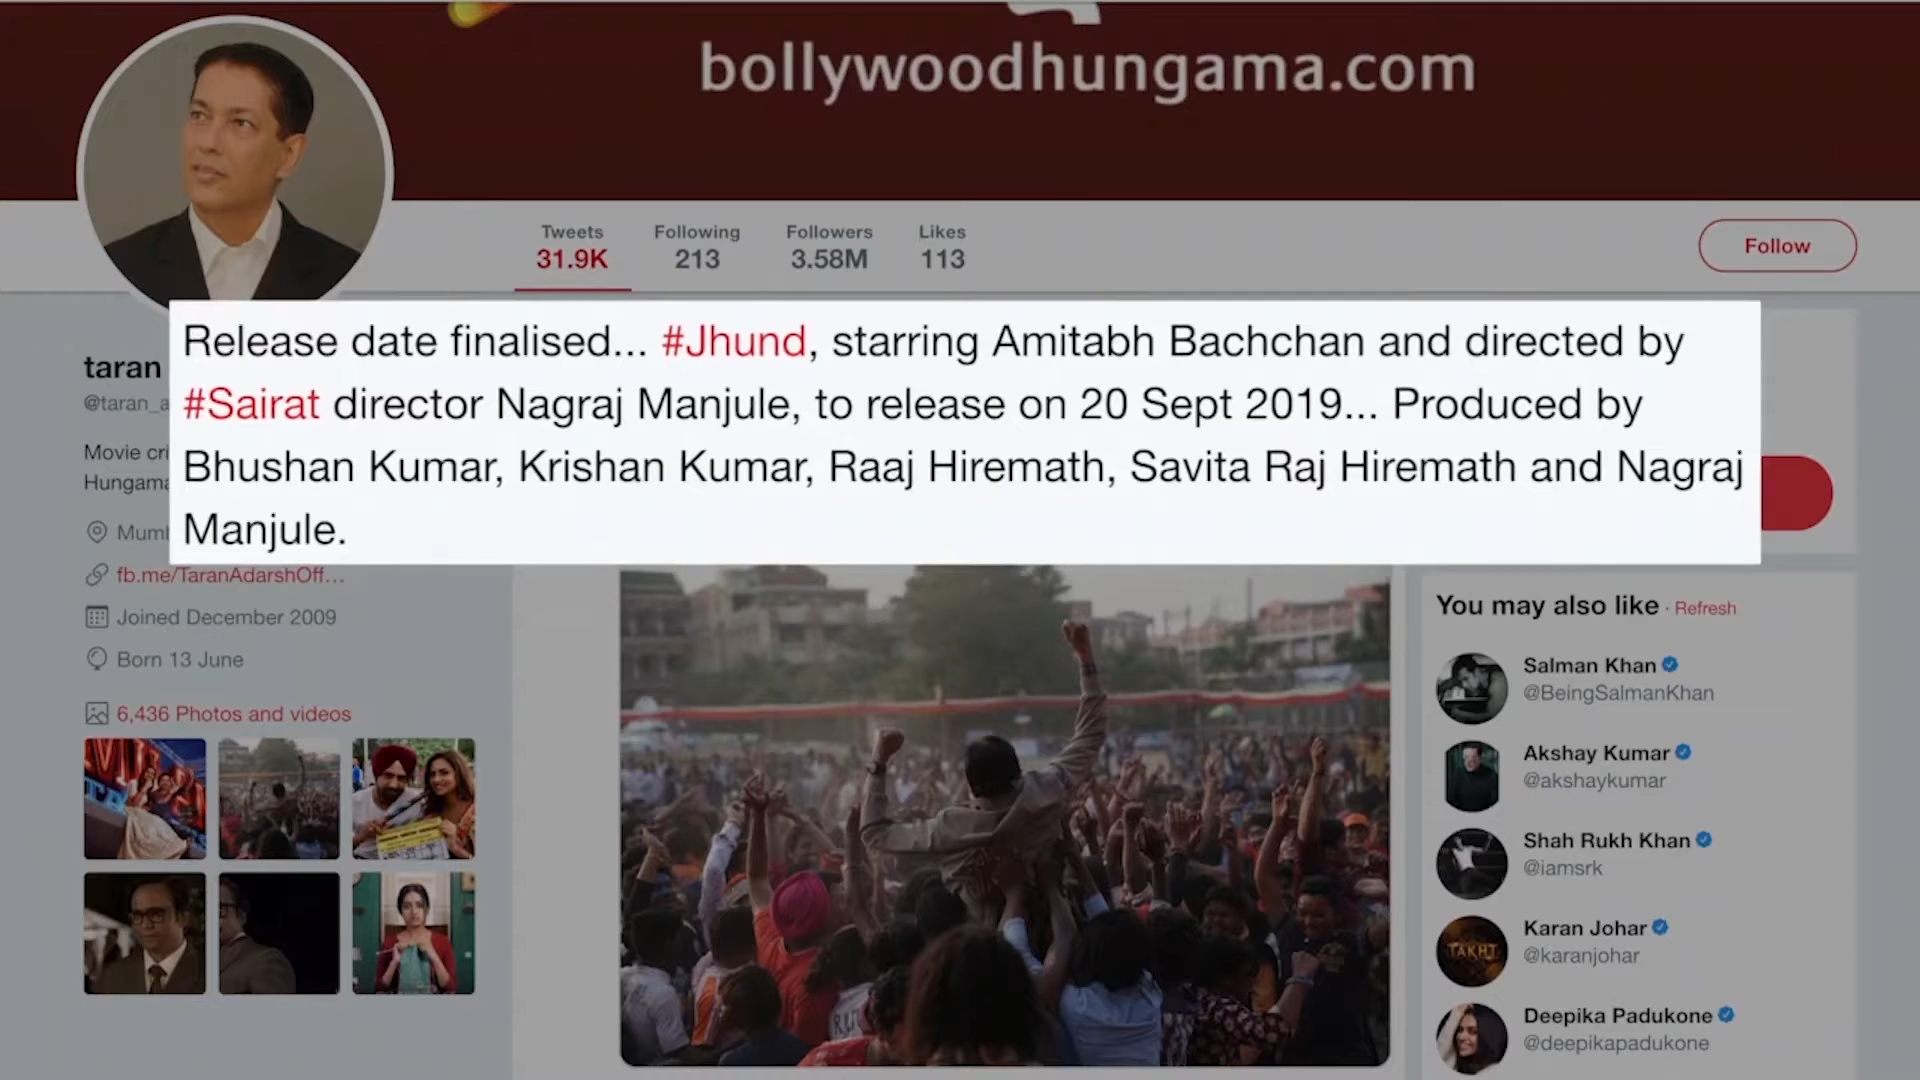 bollywoodhungama.com
Tweets Following Followers Likes
31.9K 213 3.58M 113
Follow
Release date finalised... #Jhund, starring Amitabh Bachchan and directed by
#Sairat director Nagraj Manjule, to release on 20 Sept 2019... Produced by
Bhushan Kumar, Krishan Kumar, Raaj Hiremath, Savita Raj Hiremath and Nagraj
Manjule.
taran
@taran_a
Movie cri
Hungama
Mumb
fb.me/TaranAdarshOff...
Joined December 2009
Born 13 June
6,436 Photos and videos
You may also like · Refresh
Salman Khan
@BeingSalmanKhan
Akshay Kumar
@akshaykumar
Shah Rukh Khan
@iamsrk
Karan Johar
@karanjohar
TAKHT
Deepika Padukone
@deepikapadukone